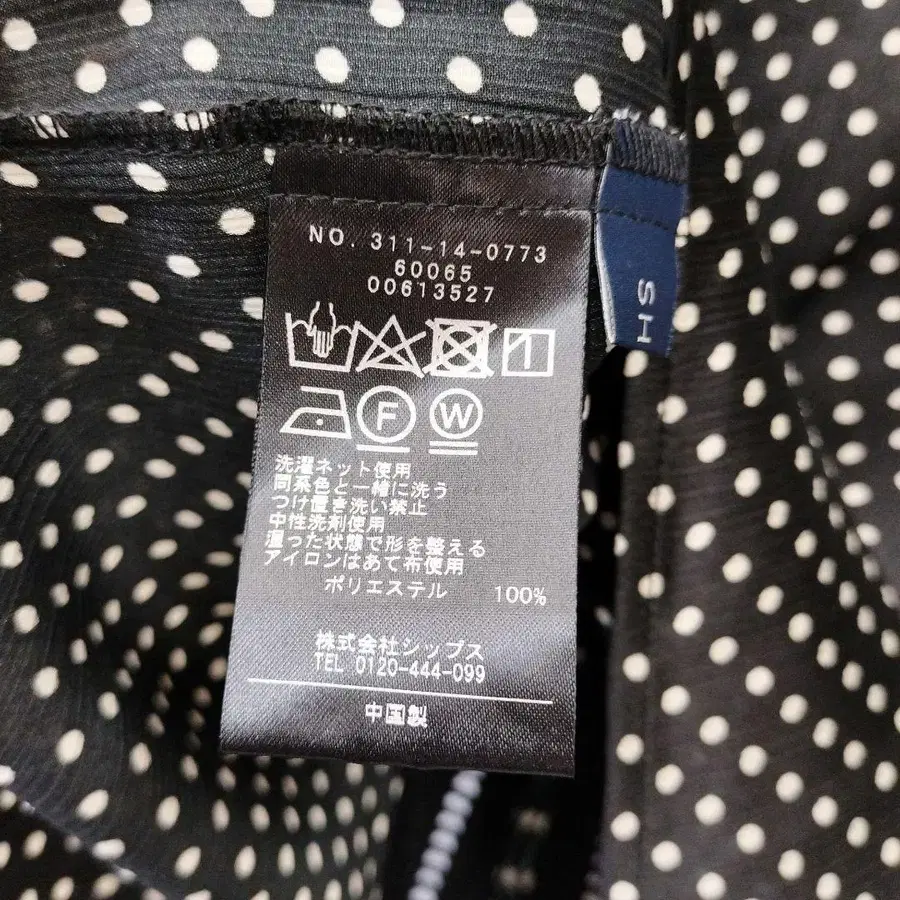 NO. 311-14-0773
60065
00613527
F W
洗濯ネット使用
同系色と一緒に洗う
つけ置き洗い禁止
中性洗剤使用
湿った状態で形を整える
アイロンはあて布使用
ポリエステル 100%
株式会社シップス
TEL 0120-444-099
中国製
SH